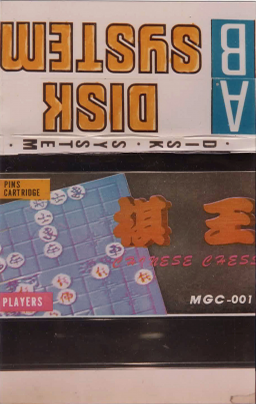 A DISK
B SYSTEM
· DISK · SYSTEM ·
PINS
CARTRIDGE
棋王
CHINESE CHESS
MGC-001
PLAYERS